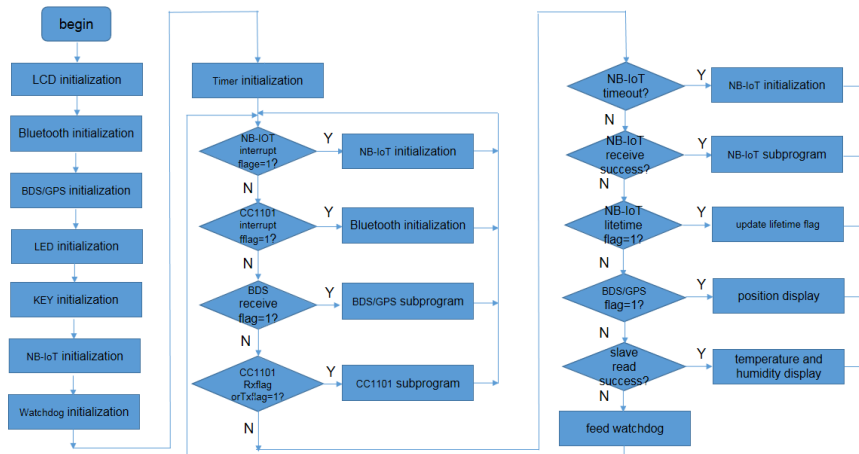 begin
LCD initialization
Bluetooth initialization
BDS/GPS initialization
LED initialization
KEY initialization
NB-IoT initialization
Watchdog initialization
Timer initialization
NB-IOT
interrupt
flage=1?
Y
NB-IoT initialization
N
CC1101
interrupt
fflag=1?
Y
Bluetooth initialization
N
BDS
receive
flag=1?
Y
BDS/GPS subprogram
N
CC1101
Rxflag
orTxflag=1?
Y
CC1101 subprogram
N
NB-IoT
timeout?
Y
NB-IoT initialization
N
NB-IoT
receive
success?
Y
NB-IoT subprogram
N
NB-IoT
litetime
flag=1?
Y
update lifetime flag
N
BDS/GPS
flag=1?
Y
position display
N
slave
read
success?
Y
temperature and
humidity display
N
feed watchdog